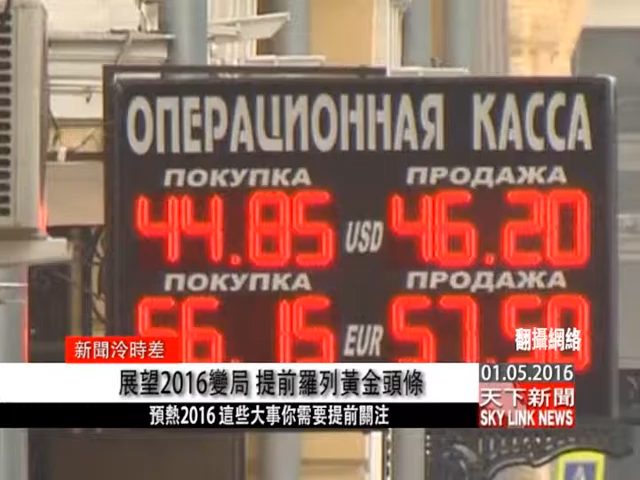 ОПЕРАЦИОННАЯ КАССА
ПОКУПКА ПРОДАЖА
44.85 USD 46.20
ПОКУПКА ПРОДАЖА
56.15 EUR 57.50
翻攝網絡
新聞泠時差
展望2016變局 提前羅列黃金頭條
01.05.2016
預熱2016 這些大事你需要提前關注
天下新聞
SKY LINK NEWS